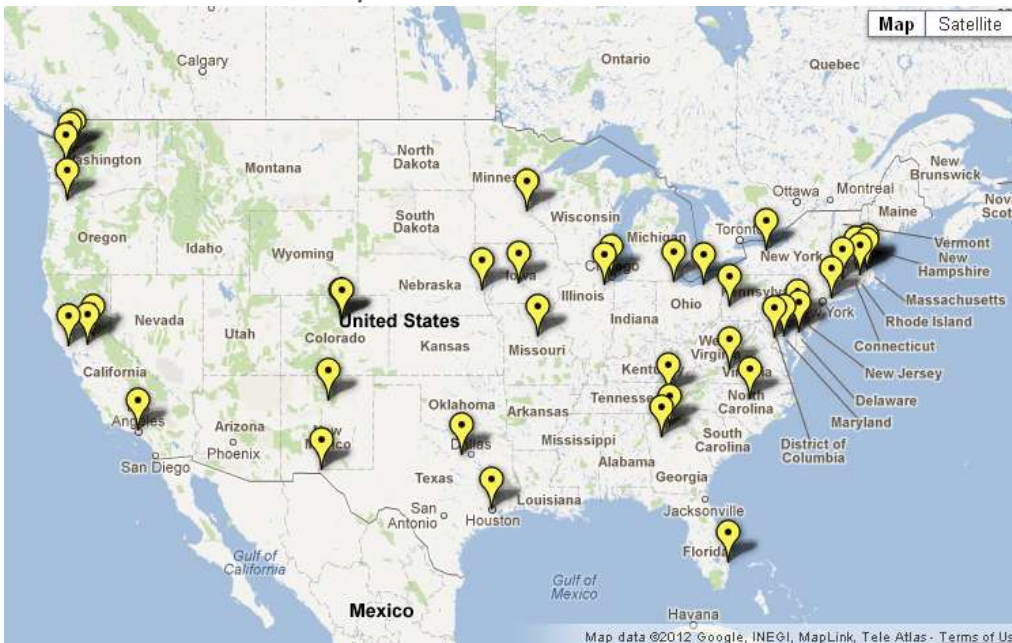 Map
Satellite
Ontario
Quebec
Calgary
Washington
Montana
North
Dakota
Minnes
New
Brunswick
Ottawa
Montreal
Maine
Nova
Scot
Oregon
Idaho
South
Dakota
Wisconsin
Michigan
Toronto
Vermont
New
Hampshire
Wyoming
New York
Massachusetts
Iowa
Chicago
Nebraska
Pennsylv
Rhode Island
Nevada
Utah
Colorado
United States
Illinois
Indiana
Ohio
New York
Connecticut
Kansas
Missouri
West
Virginia
Virginia
New Jersey
California
Kentu
Delaware
Maryland
Oklahoma
Arkansas
Tennessee
North
Carolina
Angeles
Arizona
Phoenix
New
Mexico
Dallas
Mississippi
South
Carolina
District of
Columbia
San Diego
Alabama
Georgia
Texas
Louisiana
San
Antonio
Houston
Jacksonville
Gulf of
California
Florida
Gulf of
Mexico
Mexico
Havana
Map data ©2012 Google, INEGI, MapLink, Tele Atlas - Terms of Us